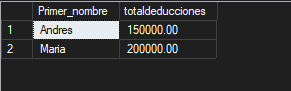 Primer_nombre totaldeducciones
1 Andres 150000.00
2 Maria 200000.00